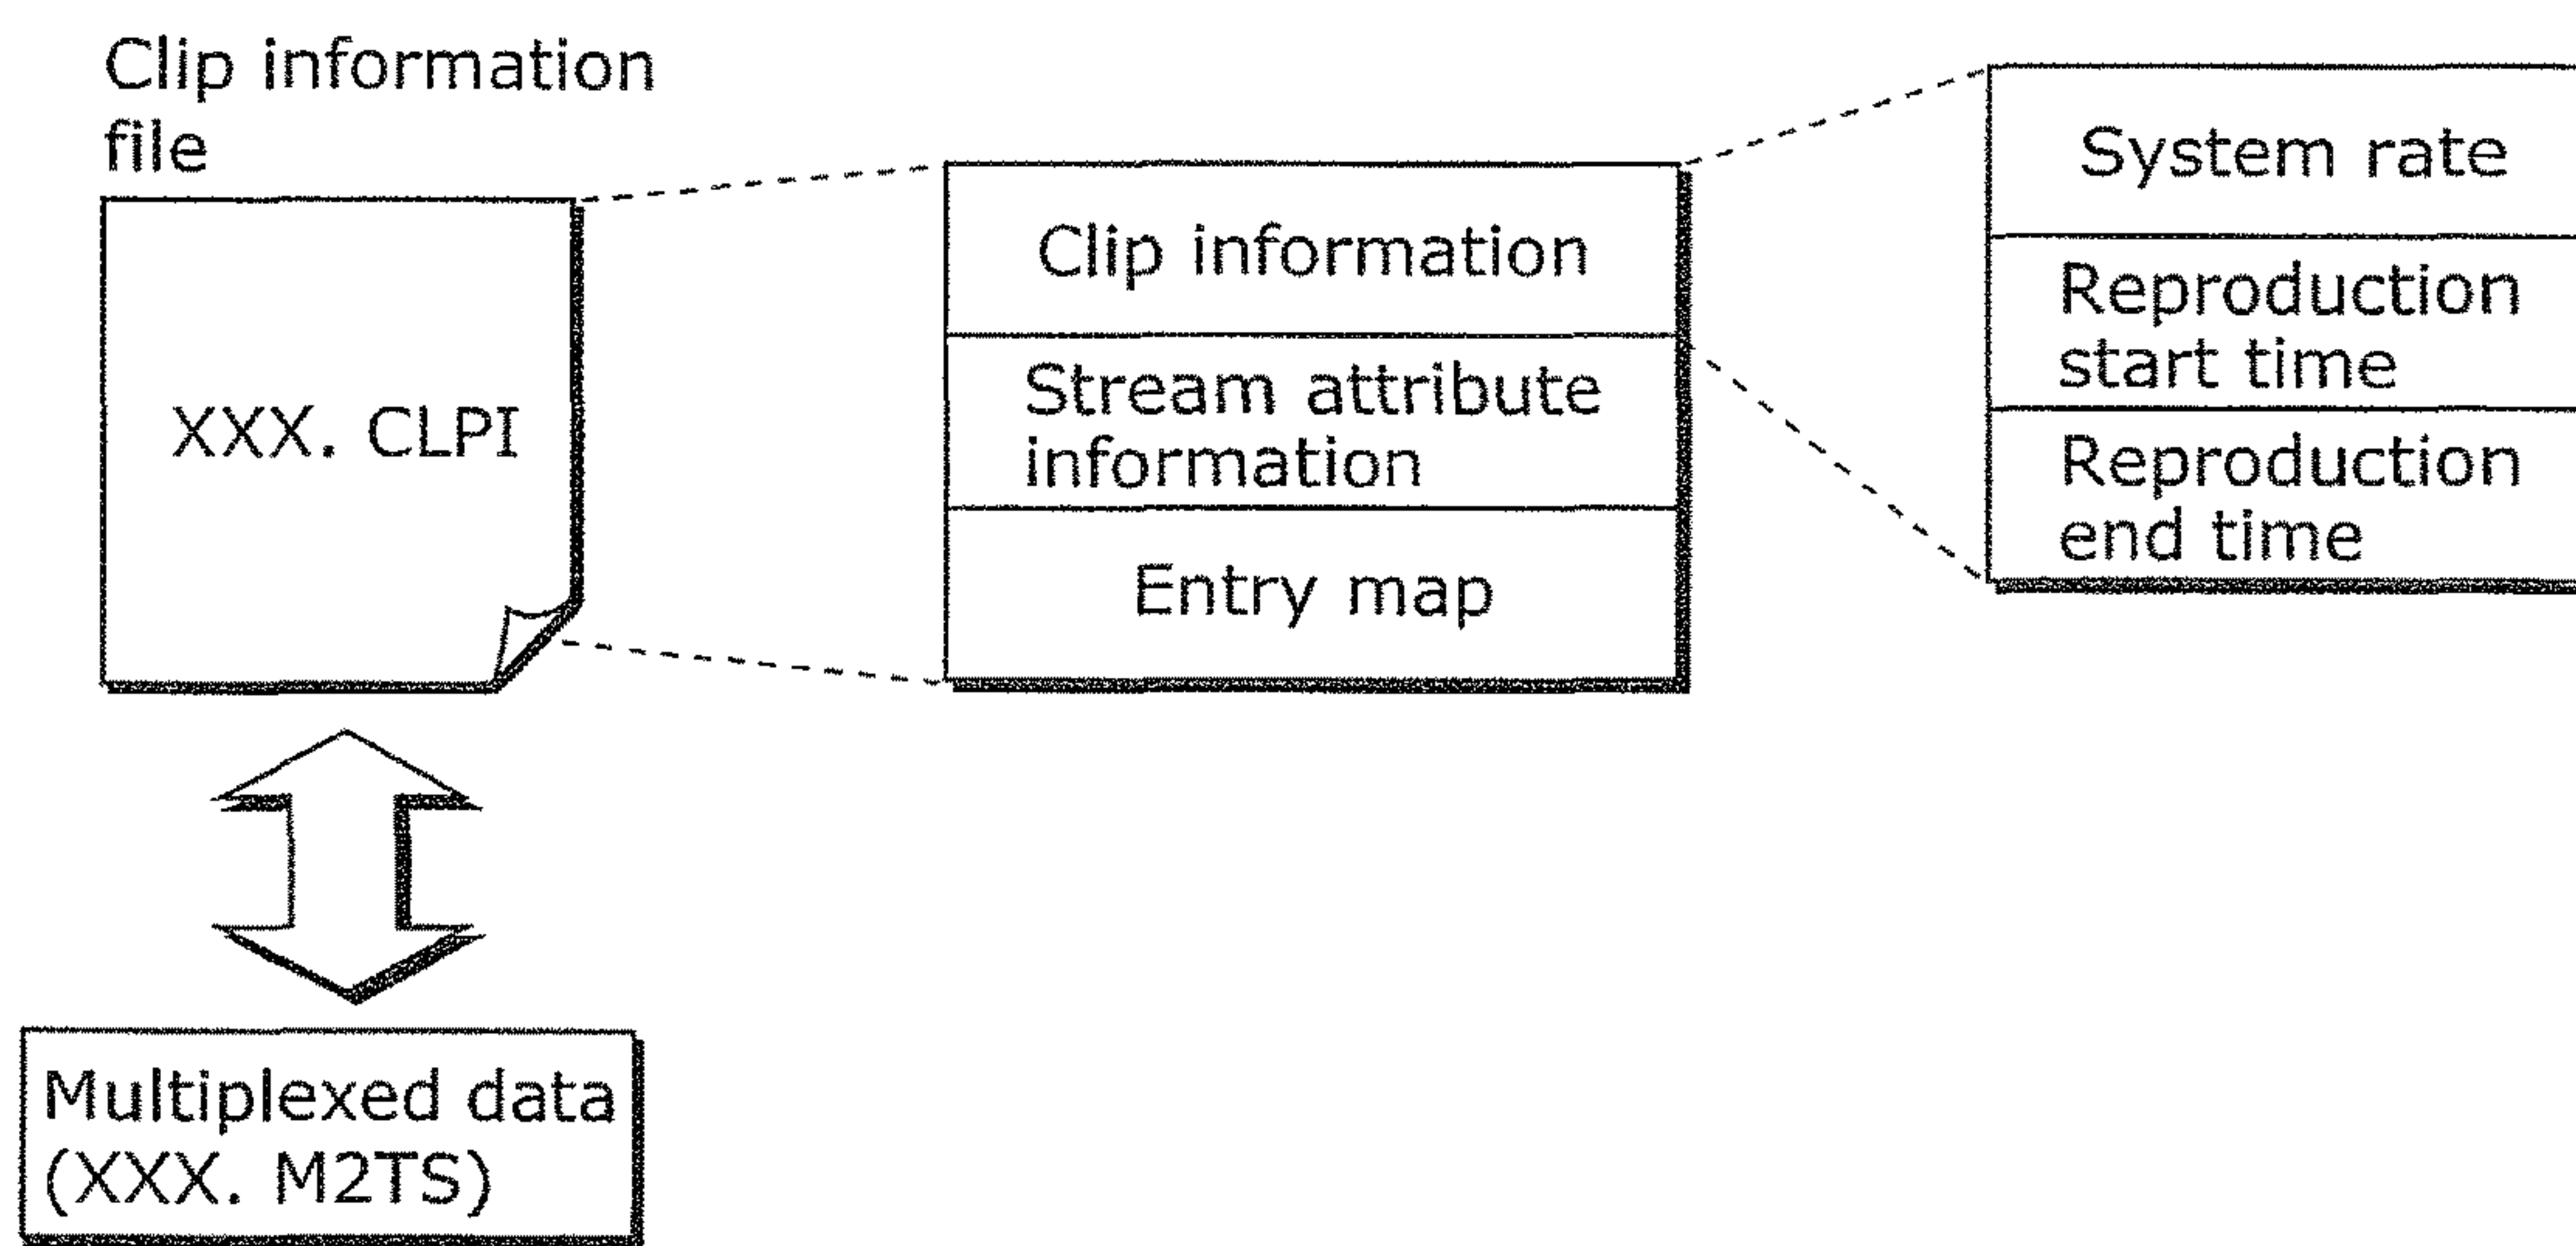 Clip information
file
XXX. CLPI
Multiplexed data
(XXX. M2TS)
Clip information
Stream attribute
information
Entry map
System rate
Reproduction
start time
Reproduction
end time